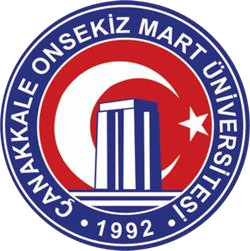 ÇANAKKALE ONSEKİZ MART ÜNİVERSİTESİ
• 1992 •